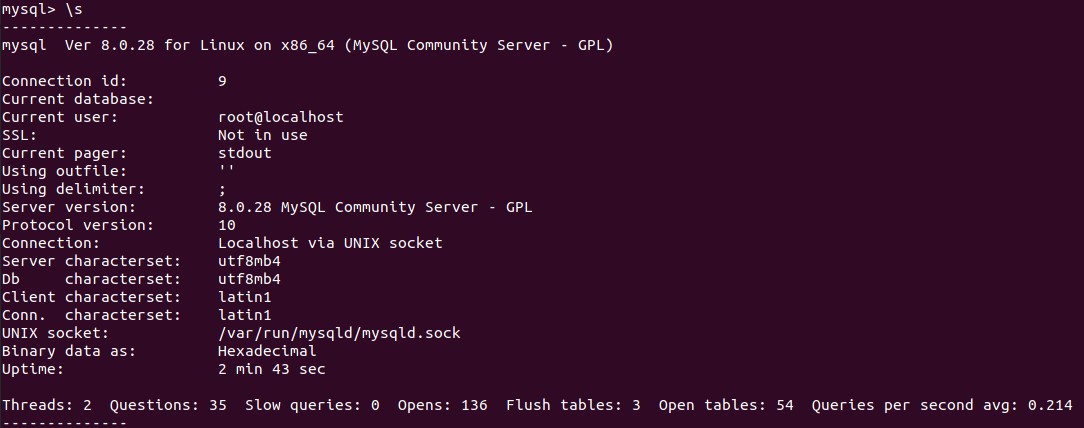 mysql> \s
--------------
mysql  Ver 8.0.28 for Linux on x86_64 (MySQL Community Server - GPL)

Connection id:          9
Current database:
Current user:           root@localhost
SSL:                    Not in use
Current pager:          stdout
Using outfile:          ''
Using delimiter:        ;
Server version:         8.0.28 MySQL Community Server - GPL
Protocol version:       10
Connection:             Localhost via UNIX socket
Server characterset:    utf8mb4
Db     characterset:    utf8mb4
Client characterset:    latin1
Conn.  characterset:    latin1
UNIX socket:            /var/run/mysqld/mysqld.sock
Binary data as:         Hexadecimal
Uptime:                 2 min 43 sec

Threads: 2  Questions: 35  Slow queries: 0  Opens: 136  Flush tables: 3  Open tables: 54  Queries per second avg: 0.214
--------------